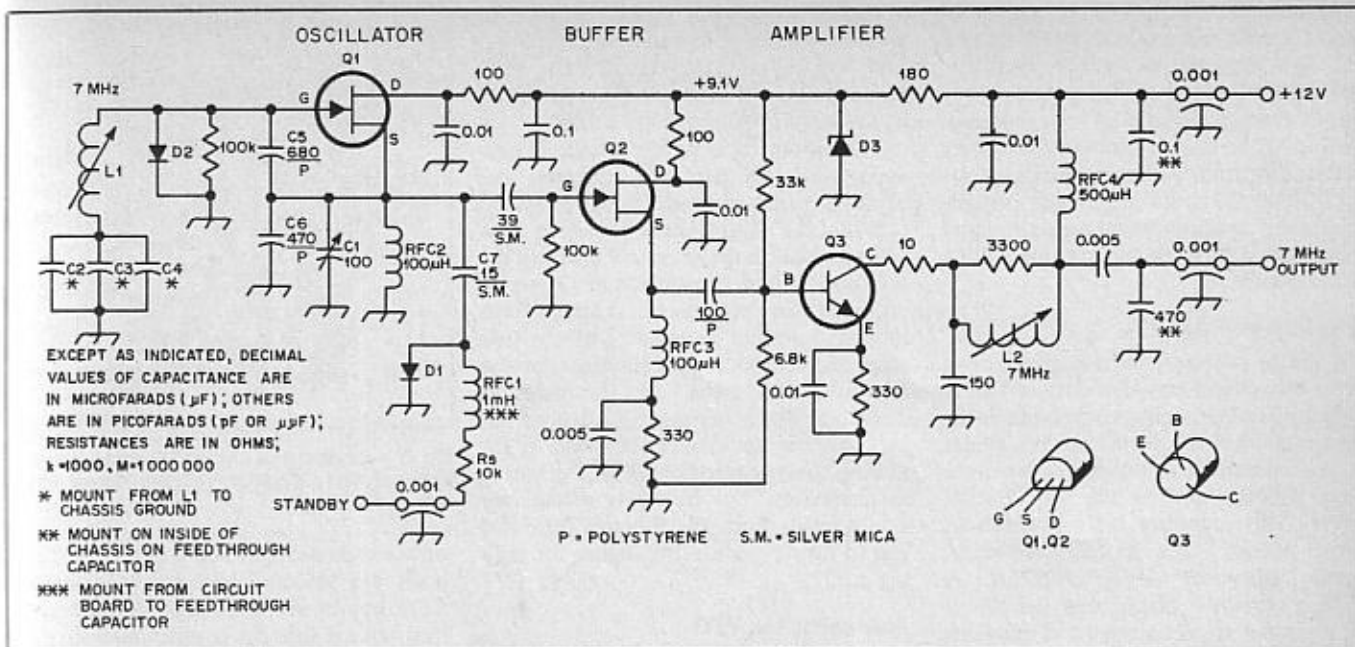 OSCILLATOR
BUFFER
AMPLIFIER
Q1
7 MHz
G
D
S
100
+9.1V
180
0.001
+12V
L1
D2
100k
C5
680
P
0.01
0.1
100
Q2
G
D
S
0.01
33k
D3
0.01
0.1
**
RFC4
500µH
C2
*
C3
*
C4
*
C6
470
P
C1
100
RFC2
100µH
39
S.M.
C7
15
S.M.
100k
100
P
Q3
B
C
E
10
3300
0.005
0.001
7 MHz
OUTPUT
L2
7MHz
150
470
**
RFC3
100µH
6.8k
0.01
330
0.005
330
D1
RFC1
1mH
***
Rs
10k
STANDBY
0.001
EXCEPT AS INDICATED, DECIMAL
VALUES OF CAPACITANCE ARE
IN MICROFARADS (µF); OTHERS
ARE IN PICOFARADS (pF OR µµF);
RESISTANCES ARE IN OHMS;
k=1000, M=1000000
* MOUNT FROM L1 TO
CHASSIS GROUND
** MOUNT ON INSIDE OF
CHASSIS ON FEEDTHROUGH
CAPACITOR
*** MOUNT FROM CIRCUIT
BOARD TO FEEDTHROUGH
CAPACITOR
P = POLYSTYRENE S.M. = SILVER MICA
G S D
Q1,Q2
B
E
C
Q3